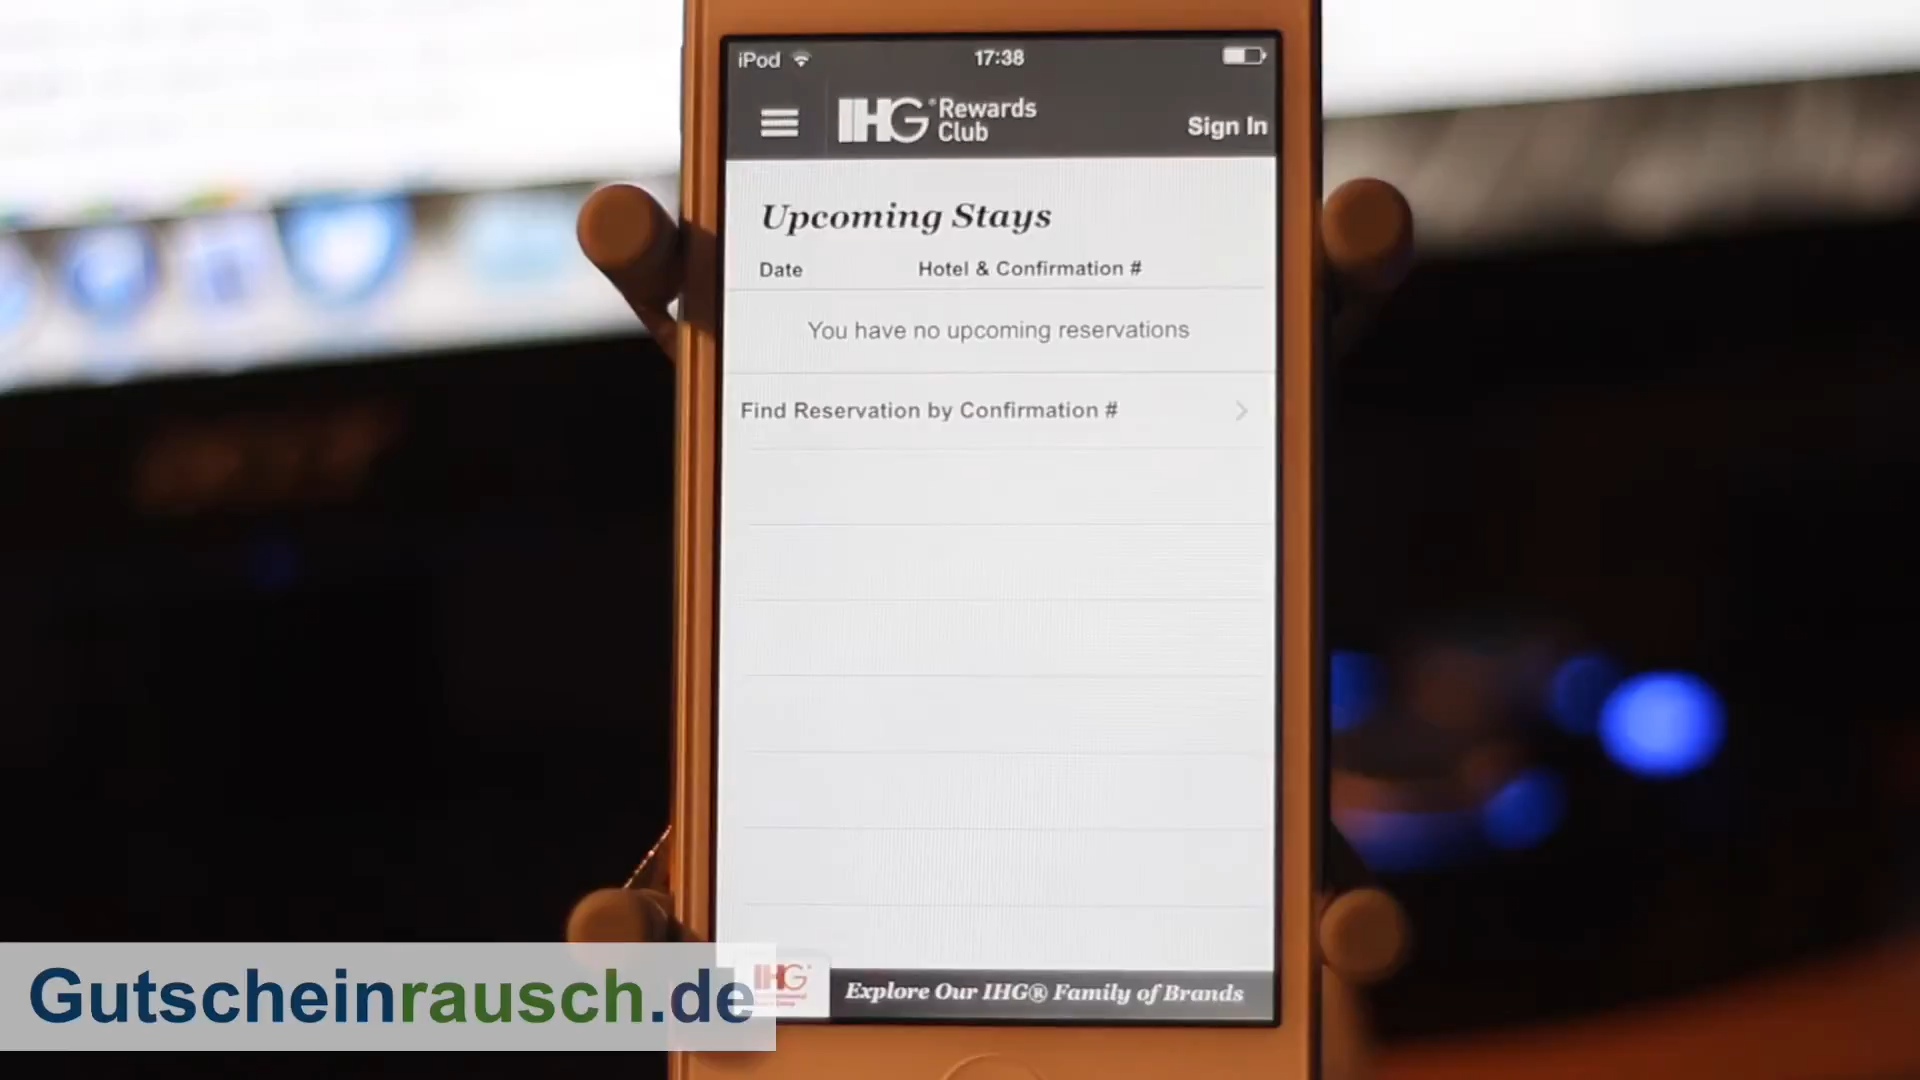 iPod
17:38
IHG® Rewards
Club
Sign In
Upcoming Stays
Date
Hotel & Confirmation #
You have no upcoming reservations
Find Reservation by Confirmation #
IHG®
Explore Our IHG® Family of Brands
Gutscheinrausch.de